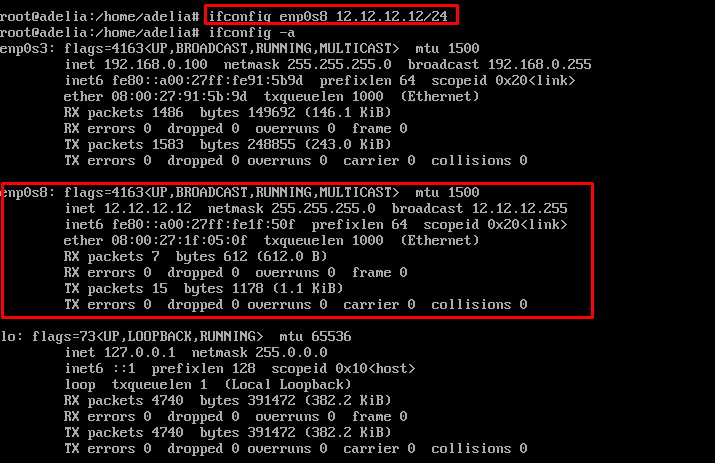 root@adelia:/home/adelia# ifconfig enp0s8 12.12.12.12/24
root@adelia:/home/adelia# ifconfig -a
enp0s3: flags=4163<UP,BROADCAST,RUNNING,MULTICAST>  mtu 1500
        inet 192.168.0.100  netmask 255.255.255.0  broadcast 192.168.0.255
        inet6 fe80::a00:27ff:fe91:5b9d  prefixlen 64  scopeid 0x20<link>
        ether 08:00:27:91:5b:9d  txqueuelen 1000  (Ethernet)
        RX packets 1486  bytes 149692 (146.1 KiB)
        RX errors 0  dropped 0  overruns 0  frame 0
        TX packets 1583  bytes 248855 (243.0 KiB)
        TX errors 0  dropped 0 overruns 0  carrier 0  collisions 0
enp0s8: flags=4163<UP,BROADCAST,RUNNING,MULTICAST>  mtu 1500
        inet 12.12.12.12  netmask 255.255.255.0  broadcast 12.12.12.255
        inet6 fe80::a00:27ff:fe1f:50f  prefixlen 64  scopeid 0x20<link>
        ether 08:00:27:1f:05:0f  txqueuelen 1000  (Ethernet)
        RX packets 7  bytes 612 (612.0 B)
        RX errors 0  dropped 0  overruns 0  frame 0
        TX packets 15  bytes 1178 (1.1 KiB)
        TX errors 0  dropped 0 overruns 0  carrier 0  collisions 0
lo: flags=73<UP,LOOPBACK,RUNNING>  mtu 65536
        inet 127.0.0.1  netmask 255.0.0.0
        inet6 ::1  prefixlen 128  scopeid 0x10<host>
        loop  txqueuelen 1  (Local Loopback)
        RX packets 4740  bytes 391472 (382.2 KiB)
        RX errors 0  dropped 0  overruns 0  frame 0
        TX packets 4740  bytes 391472 (382.2 KiB)
        TX errors 0  dropped 0 overruns 0  carrier 0  collisions 0